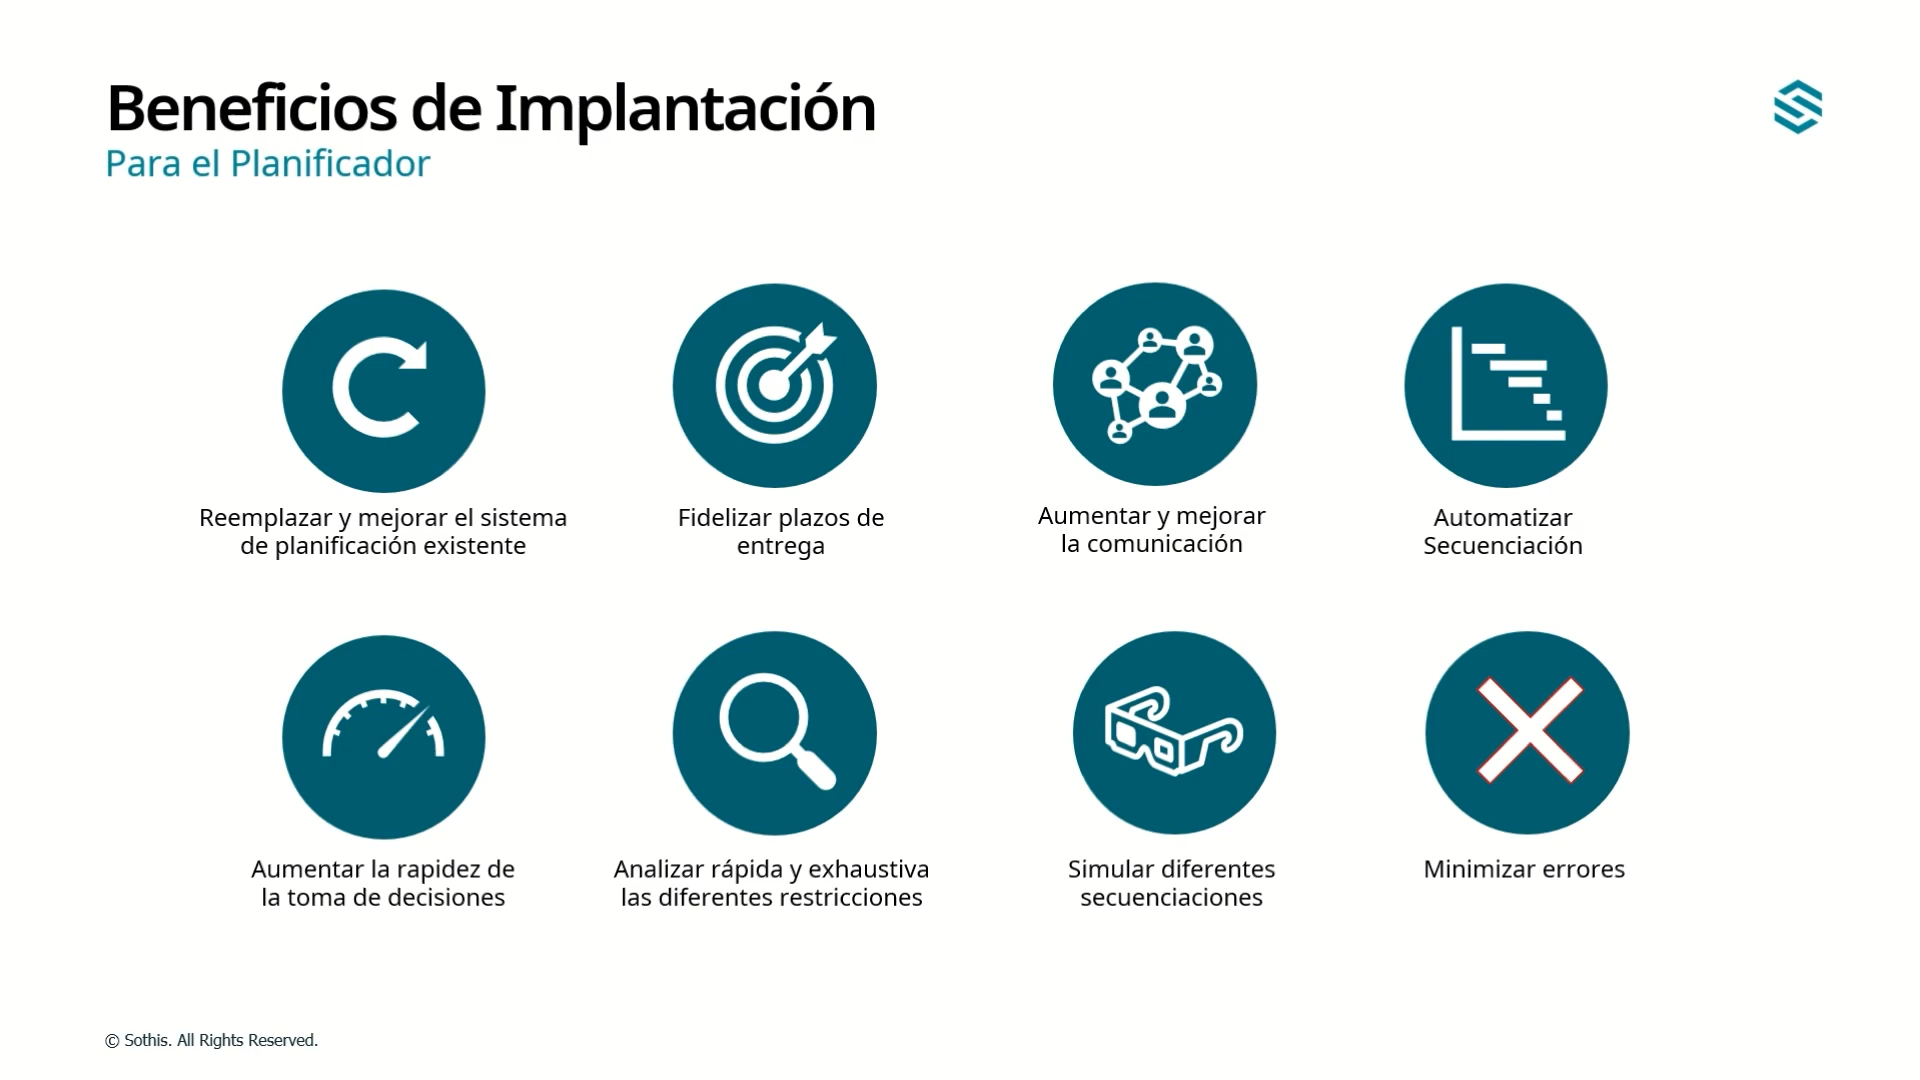 Beneficios de Implantación
Para el Planificador
Reemplazar y mejorar el sistema
de planificación existente
Fidelizar plazos de
entrega
Aumentar y mejorar
la comunicación
Automatizar
Secuenciación
Aumentar la rapidez de
la toma de decisiones
Analizar rápida y exhaustiva
las diferentes restricciones
Simular diferentes
secuenciaciones
Minimizar errores
© Sothis. All Rights Reserved.